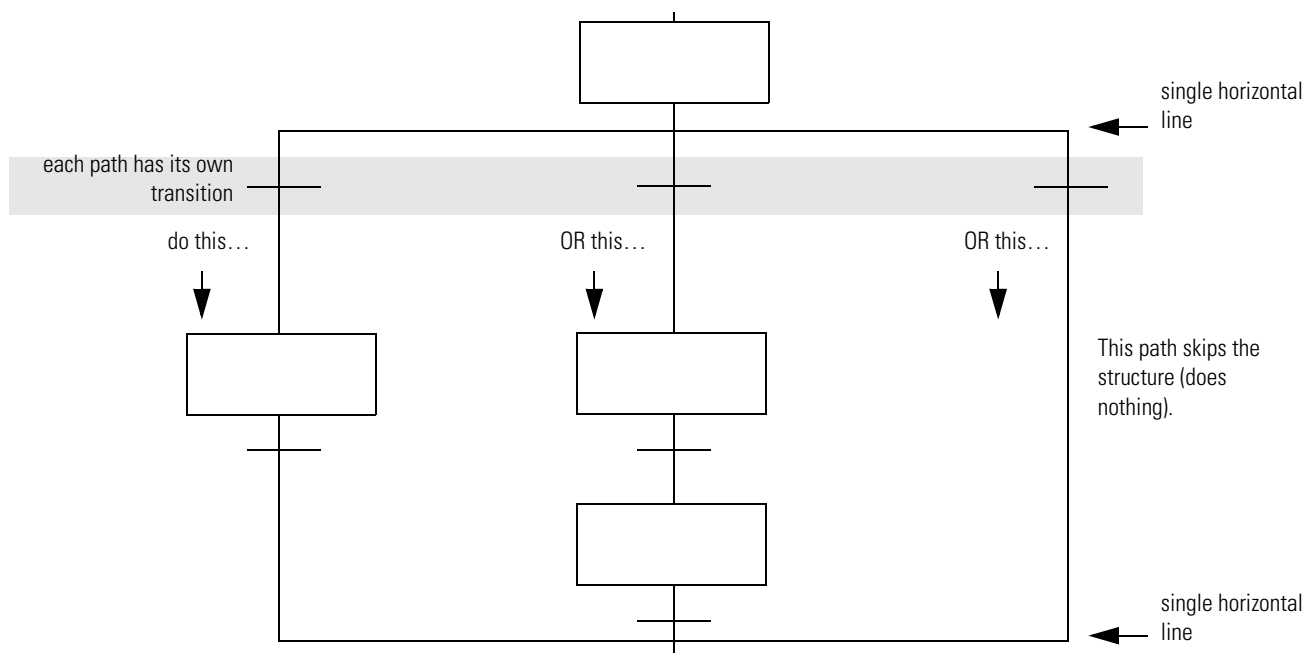 single horizontal
line
each path has its own
transition
do this…
OR this…
OR this…
This path skips the
structure (does
nothing).
single horizontal
line